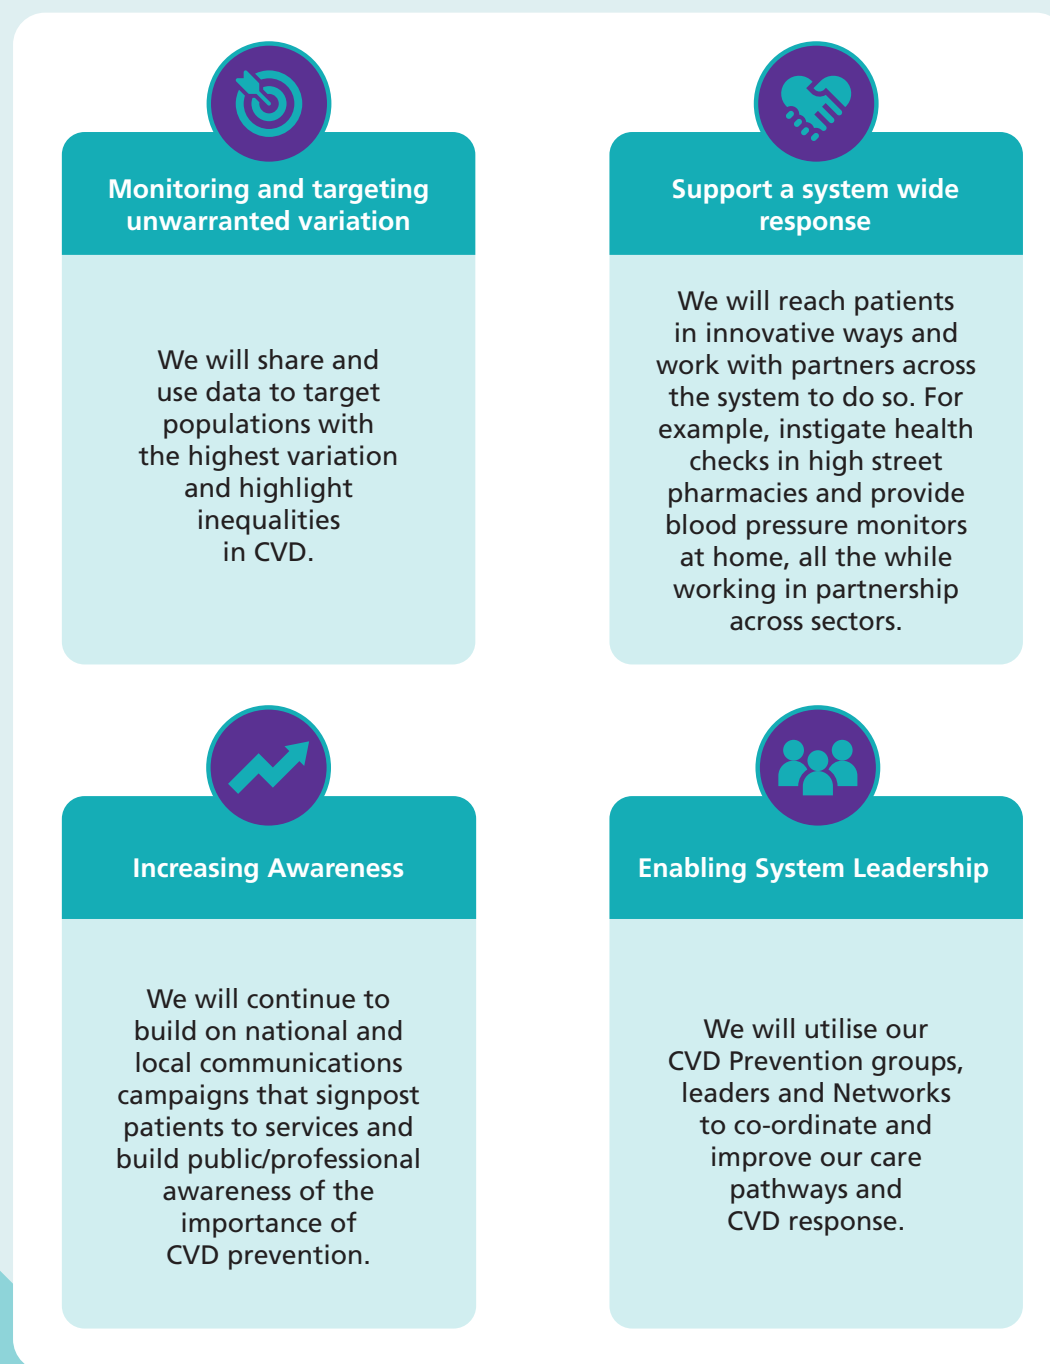 Monitoring and targeting
unwarranted variation
We will share and
use data to target
populations with
the highest variation
and highlight
inequalities
in CVD.
Support a system wide
response
We will reach patients
in innovative ways and
work with partners across
the system to do so. For
example, instigate health
checks in high street
pharmacies and provide
blood pressure monitors
at home, all the while
working in partnership
across sectors.
Increasing Awareness
We will continue to
build on national and
local communications
campaigns that signpost
patients to services and
build public/professional
awareness of the
importance of
CVD prevention.
Enabling System Leadership
We will utilise our
CVD Prevention groups,
leaders and Networks
to co-ordinate and
improve our care
pathways and
CVD response.